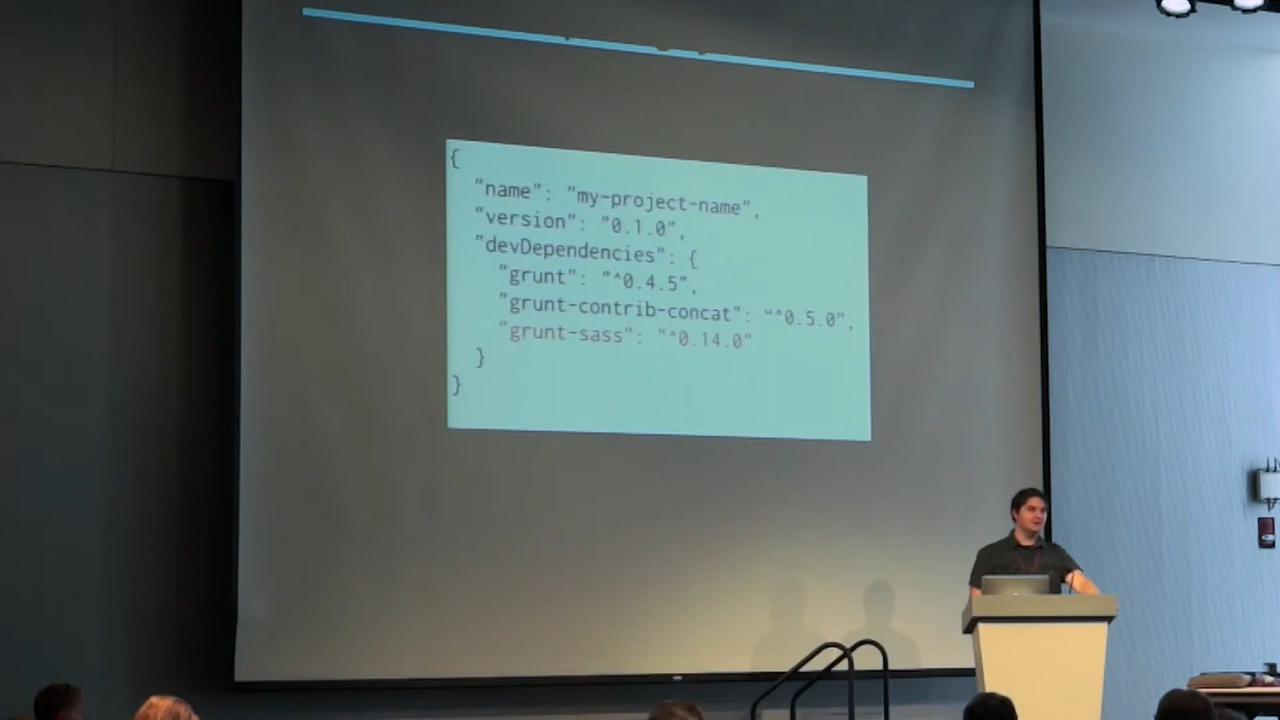 {
"name": "my-project-name",
"version": "0.1.0",
"devDependencies": {
"grunt": "^0.4.5",
"grunt-contrib-concat": "^0.5.0",
"grunt-sass": "^0.14.0"
}
}